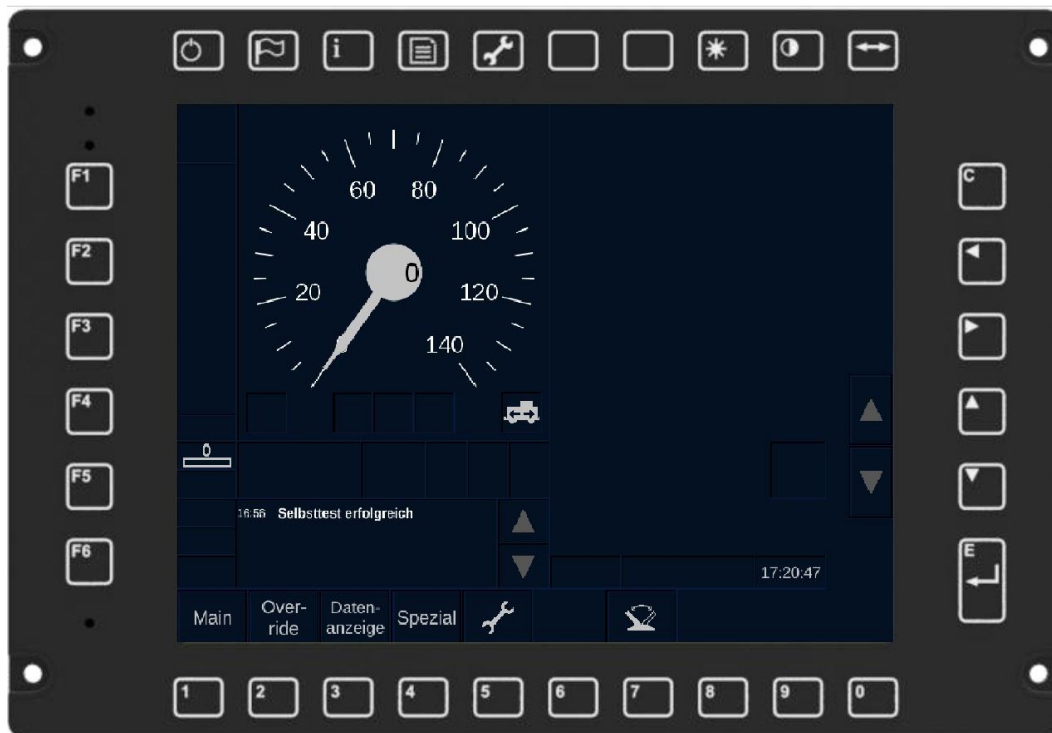 i
F1
F2
F3
F4
F5
F6
C
E
60 80
40 100
0
20 120
140
0
16:56 Selbsttest erfolgreich
17:20:47
Main
Over-
ride
Daten-
anzeige
Spezial
1 2 3 4 5 6 7 8 9 0